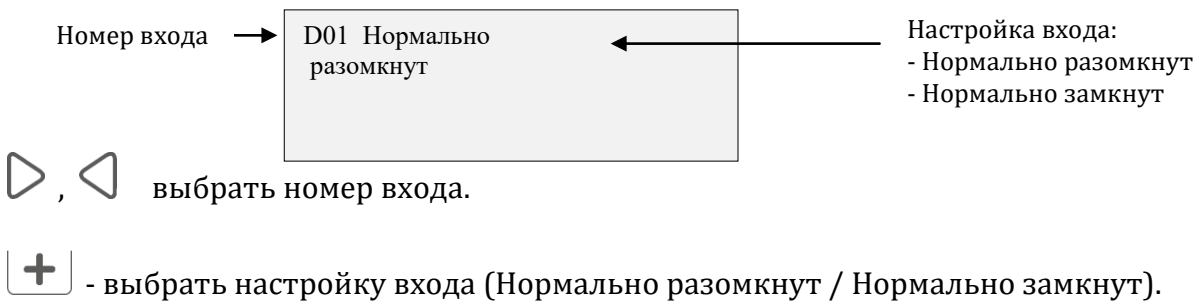 Номер входа
D01 Нормально
разомкнут
Настройка входа:
- Нормально разомкнут
- Нормально замкнут
, выбрать номер входа.
+ - выбрать настройку входа (Нормально разомкнут / Нормально замкнут).